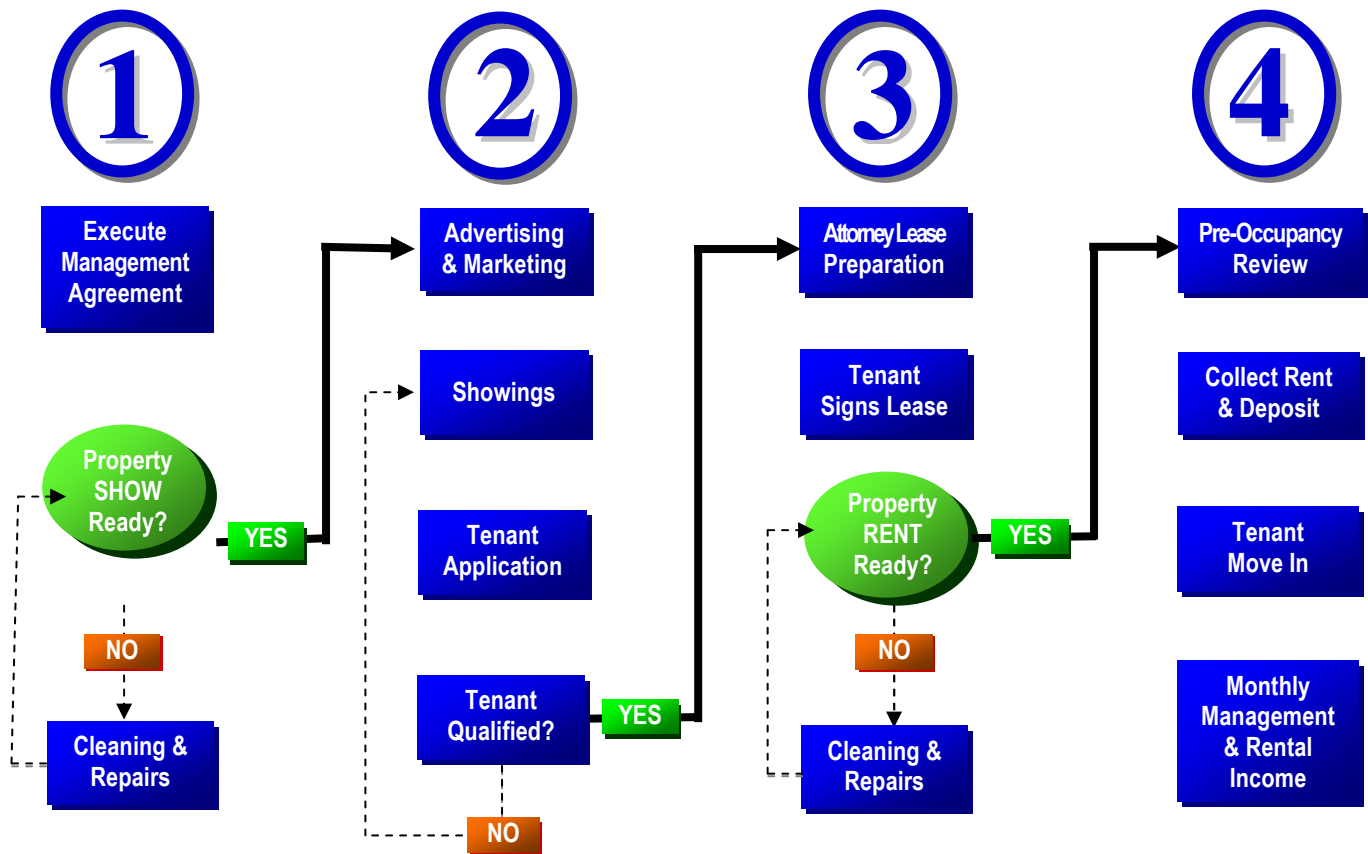 1
Execute
Management
Agreement
Property
SHOW
Ready?
YES
NO
Cleaning &
Repairs
2
Advertising
& Marketing
Showings
Tenant
Application
Tenant
Qualified?
YES
NO
3
Attorney Lease
Preparation
Tenant
Signs Lease
Property
RENT
Ready?
YES
NO
Cleaning &
Repairs
4
Pre-Occupancy
Review
Collect Rent
& Deposit
Tenant
Move In
Monthly
Management
& Rental
Income